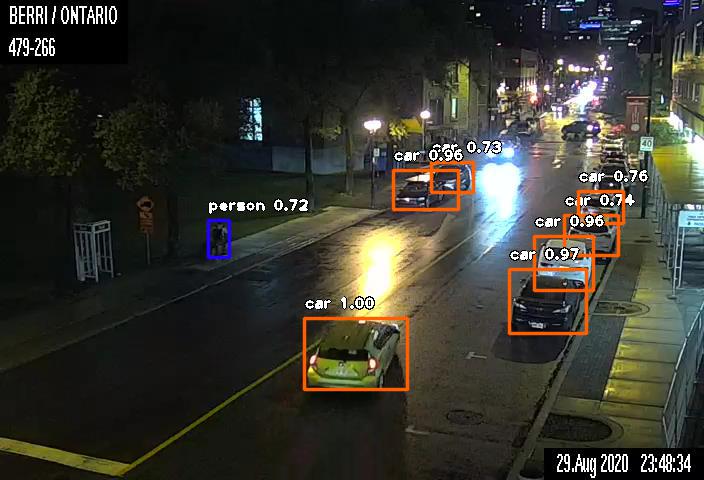 BERRI / ONTARIO
479-266
car 0.73
car 0.96
car 0.76
person 0.72
car 0.74
car 0.96
car 0.97
car 1.00
40
29.Aug 2020 23:48:34